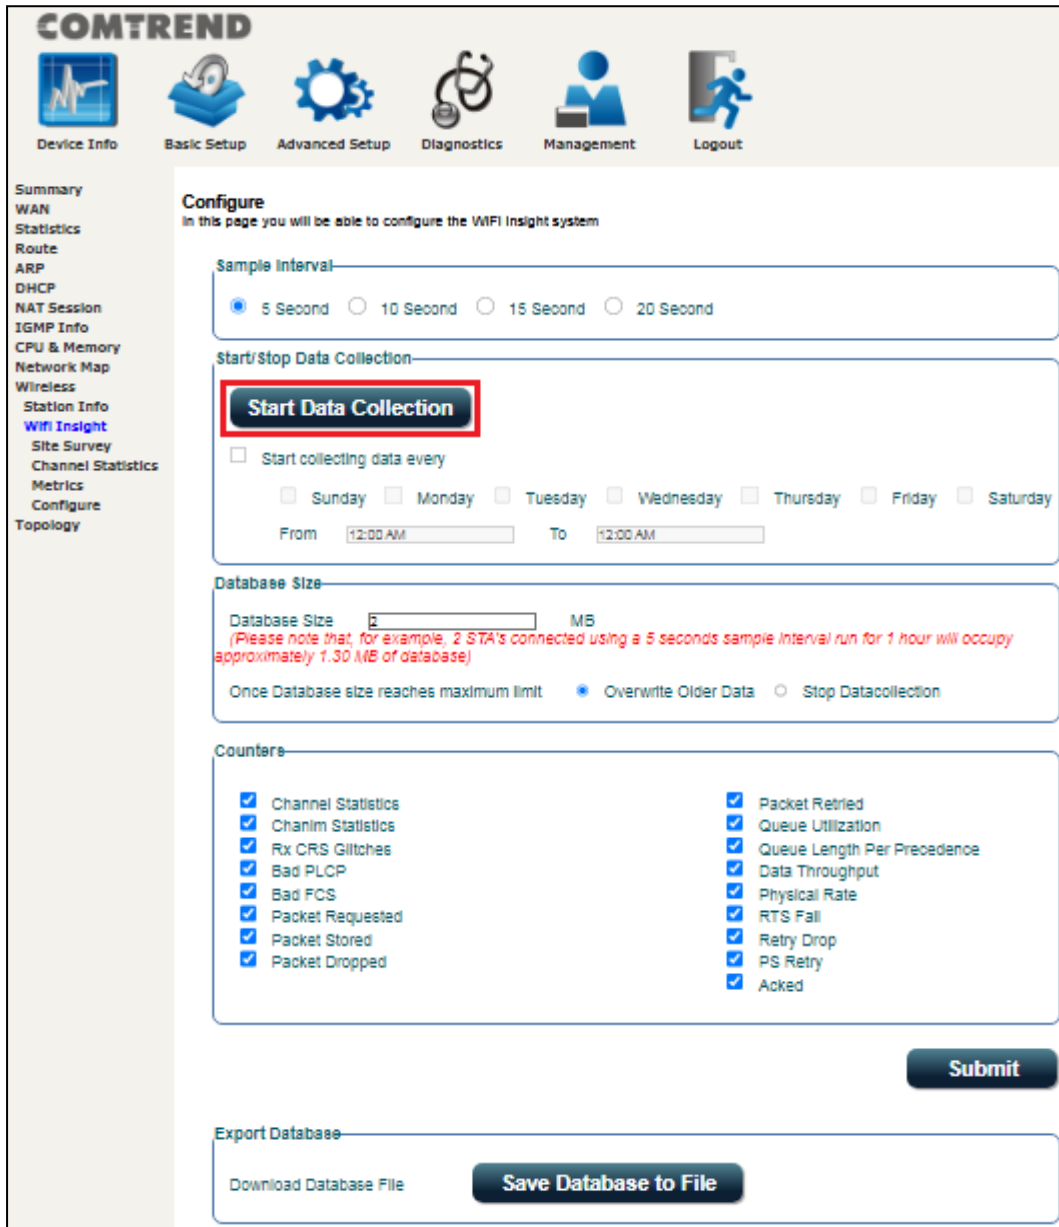 COMTREND
Device Info Basic Setup Advanced Setup Diagnostics Management Logout
Summary
WAN
Statistics
Route
ARP
DHCP
NAT Session
IGMP Info
CPU & Memory
Network Map
Wireless
Station Info
Wifi Insight
Site Survey
Channel Statistics
Metrics
Configure
Topology
Configure
In this page you will be able to configure the WiFi Insight system
Sample Interval
5 Second 10 Second 15 Second 20 Second
Start/Stop Data Collection
Start Data Collection
Start collecting data every
Sunday Monday Tuesday Wednesday Thursday Friday Saturday
From 12:00 AM To 12:00 AM
Database Size
Database Size 2 MB
(Please note that, for example, 2 STA's connected using a 5 seconds sample interval run for 1 hour will occupy
approximately 1.30 MB of database)
Once Database size reaches maximum limit Overwrite Older Data Stop Datacollection
Counters
Channel Statistics
Chanim Statistics
Rx CRS Glitches
Bad PLCP
Bad FCS
Packet Requested
Packet Stored
Packet Dropped
Packet Retried
Queue Utilization
Queue Length Per Precedence
Data Throughput
Physical Rate
RTS Fail
Retry Drop
PS Retry
Acked
Submit
Export Database
Download Database File Save Database to File